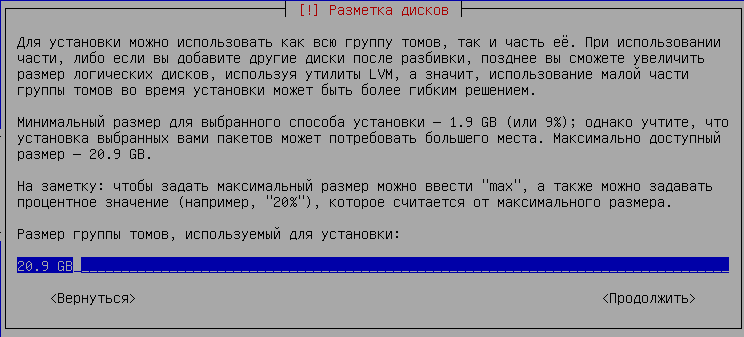 [!] Разметка дисков
Для установки можно использовать как всю группу томов, так и часть её. При использовании
части, либо если вы добавите другие диски после разбивки, позднее вы сможете увеличить
размер логических дисков, используя утилиты LVM, а значит, использование малой части
группы томов во время установки может быть более гибким решением.
Минимальный размер для выбранного способа установки — 1.9 GB (или 9%); однако учтите, что
установка выбранных вами пакетов может потребовать большего места. Максимально доступный
размер — 20.9 GB.
На заметку: чтобы задать максимальный размер можно ввести "max", а также можно задавать
процентное значение (например, "20%"), которое считается от максимального размера.
Размер группы томов, используемый для установки:
20.9 GB
<Вернуться> <Продолжить>